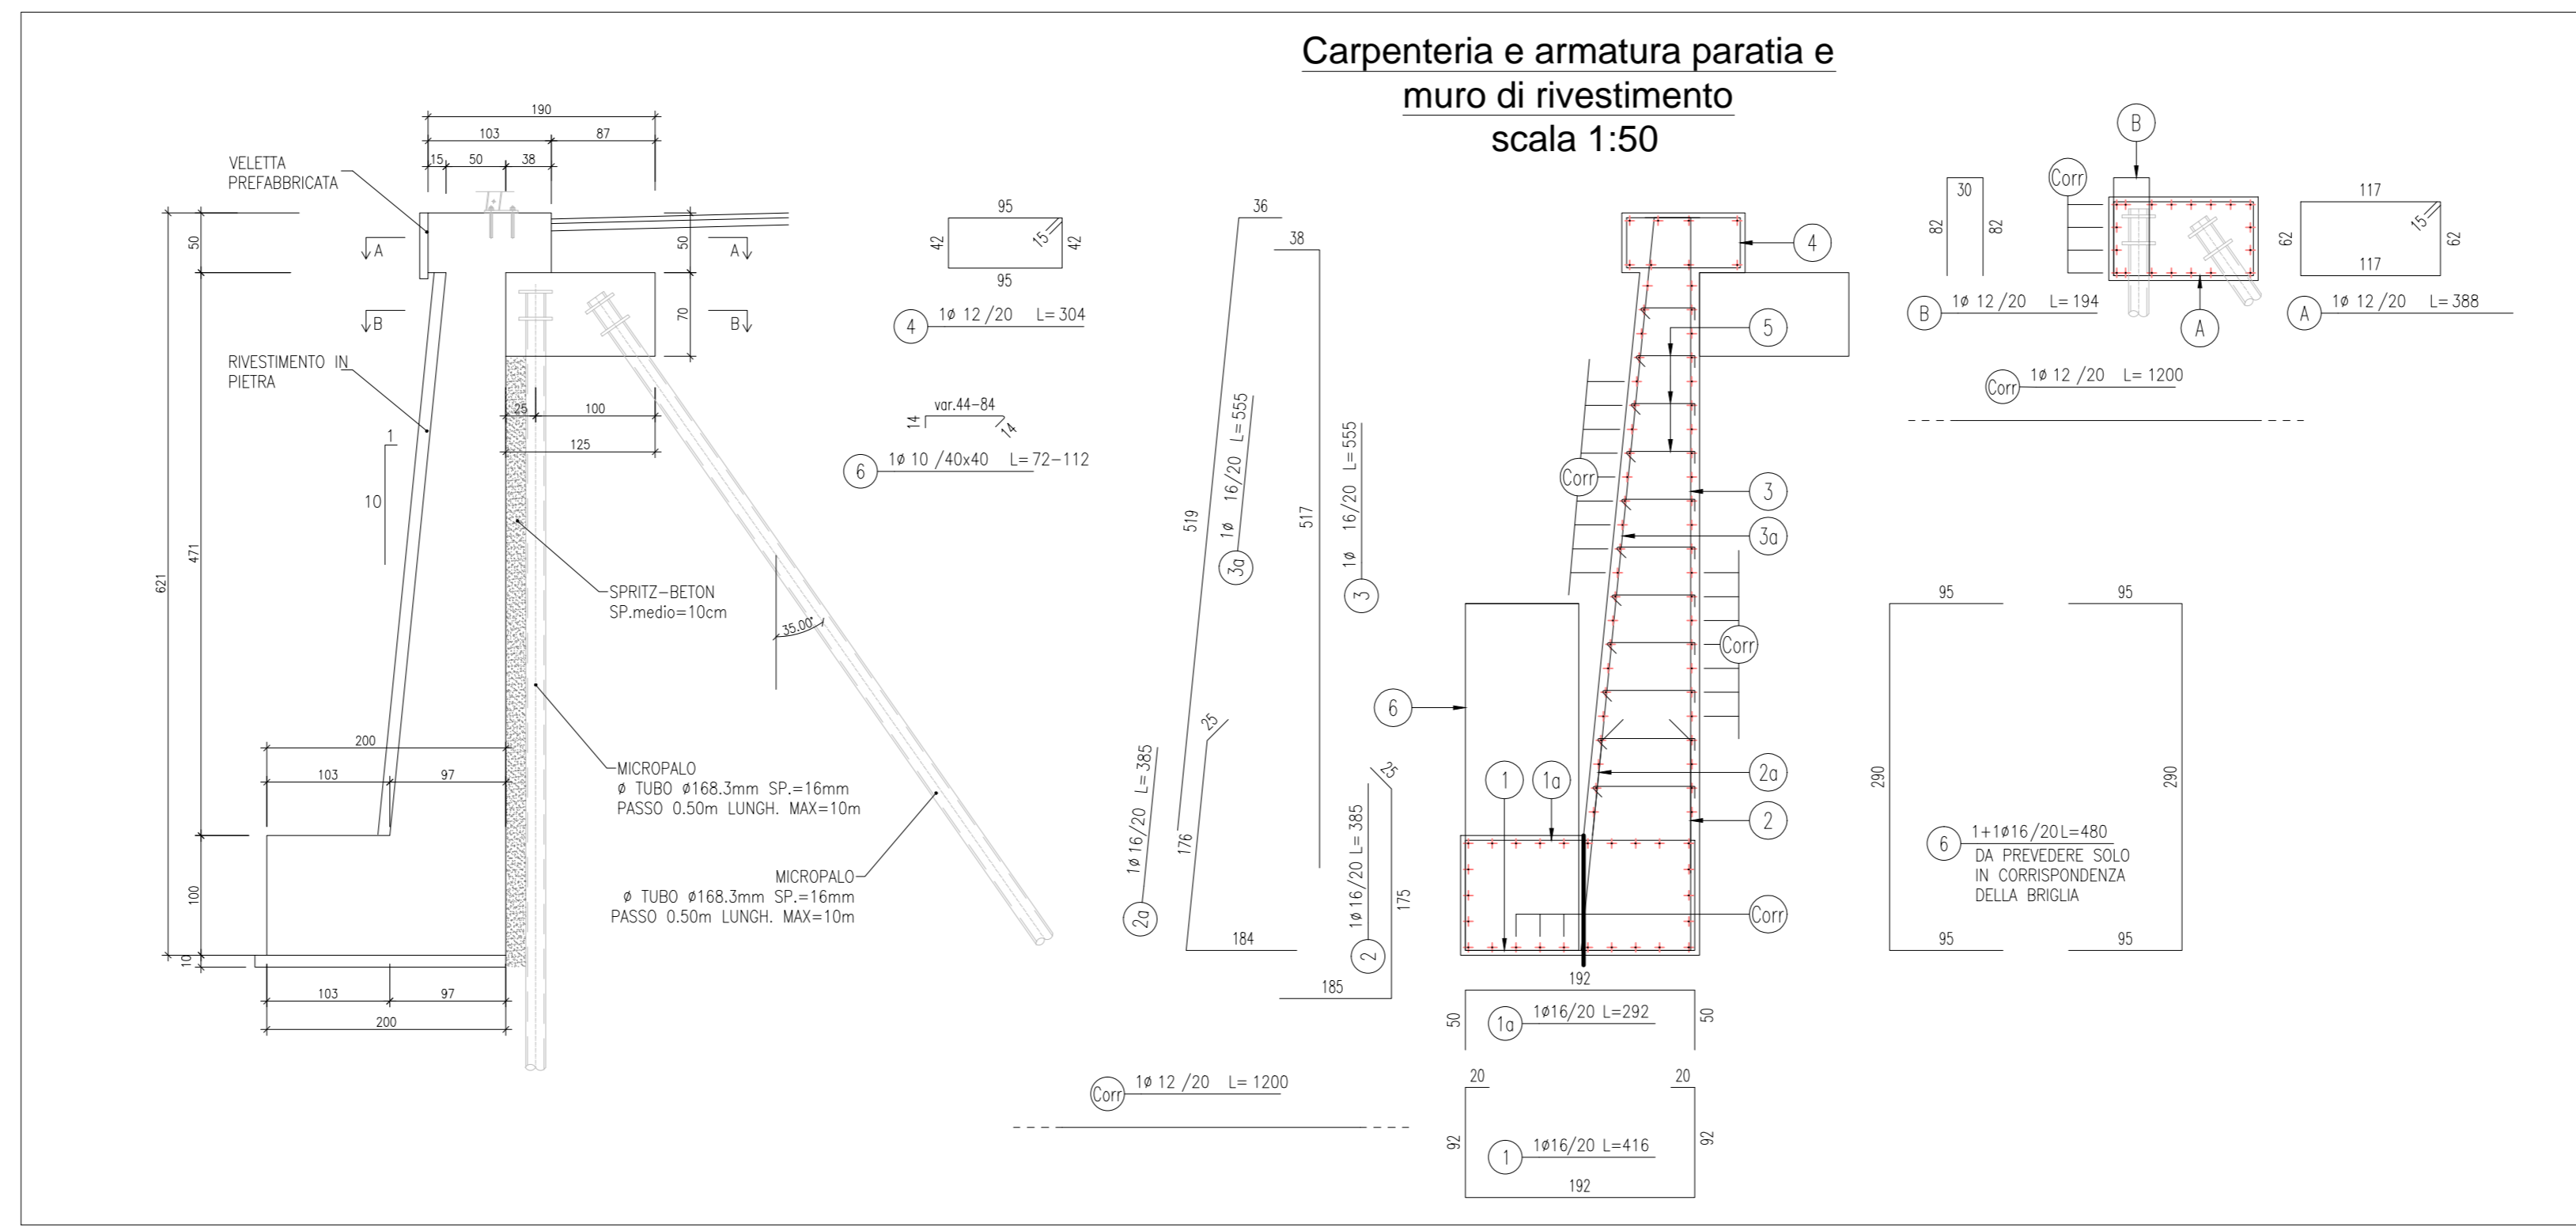 Carpenteria e armatura paratia e
muro di rivestimento
scala 1:50
190
103 87
15 50 38
VELETTA
PREFABBRICATA
50
A A
50
B B
70
RIVESTIMENTO IN
PIETRA
25 100
125
1
10
471
621
SPRITZ-BETON
SP.medio=10cm
35.00°
200
103 97
MICROPALO
ø TUBO ø168.3mm SP.=16mm
PASSO 0.50m LUNGH. MAX=10m
MICROPALO
ø TUBO ø168.3mm SP.=16mm
PASSO 0.50m LUNGH. MAX=10m
100
10
103 97
200
95
42 15 42
95
4 1ø 12 /20 L= 304
var.44-84
14 14
6 1ø 10 /40x40 L= 72-112
36
38
519
3a 1ø 16/20 L=555
517
3 1ø 16/20 L=555
25
176
2a 1ø16/20 L=385
184
25
2 1ø16/20 L=385
175
185
Corr 1ø 12 /20 L= 1200
4
5
Corr
3
3a
Corr
6
1 1a
2a
2
Corr
192
50 50
1a 1ø16/20 L=292
20 20
92 92
1 1ø16/20 L=416
192
B
30
82 82
Corr
117
62 15 62
117
B 1ø 12 /20 L= 194
A
A 1ø 12 /20 L= 388
Corr 1ø 12 /20 L= 1200
95 95
290 290
6 1+1ø16/20L=480
DA PREVEDERE SOLO
IN CORRISPONDENZA
DELLA BRIGLIA
95 95